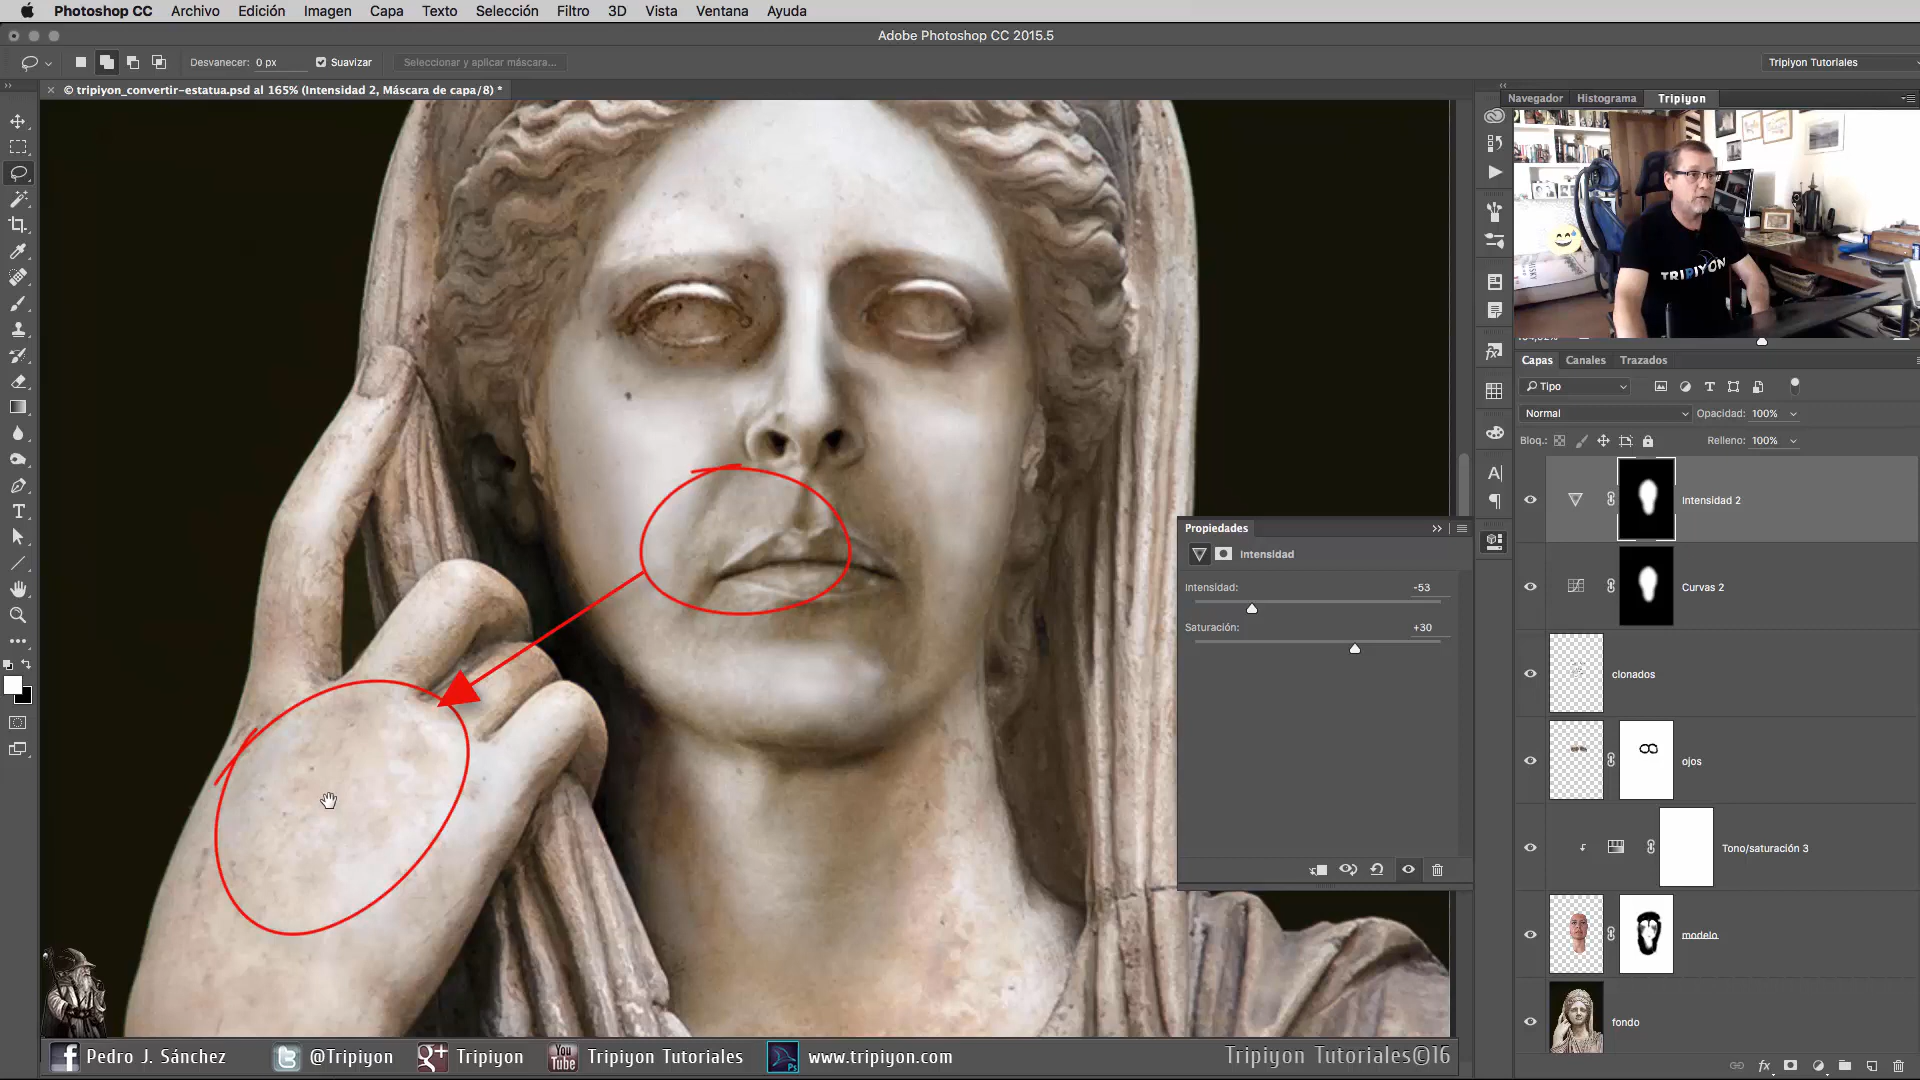 Photoshop CC Archivo Edición Imagen Capa Texto Selección Filtro 3D Vista Ventana Ayuda
Adobe Photoshop CC 2015.5
Desvanecer: 0 px Suavizar Seleccionar y aplicar máscara... Tripiyon Tutoriales
© tripiyon_convertir-estatua.psd al 165% (Intensidad 2, Máscara de capa/8) *
Navegador Histograma Tripiyon
TRIPIYON
Capas Canales Trazados
Tipo
Normal Opacidad: 100%
Bloq.: Relleno: 100%
Intensidad 2
Curvas 2
clonados
ojos
Tono/saturación 3
modelo
fondo
Propiedades
Intensidad
Intensidad: -53
Saturación: +30
Pedro J. Sánchez @Tripiyon Tripiyon You Tube Tripiyon Tutoriales Ps www.tripiyon.com Tripiyon Tutoriales©16